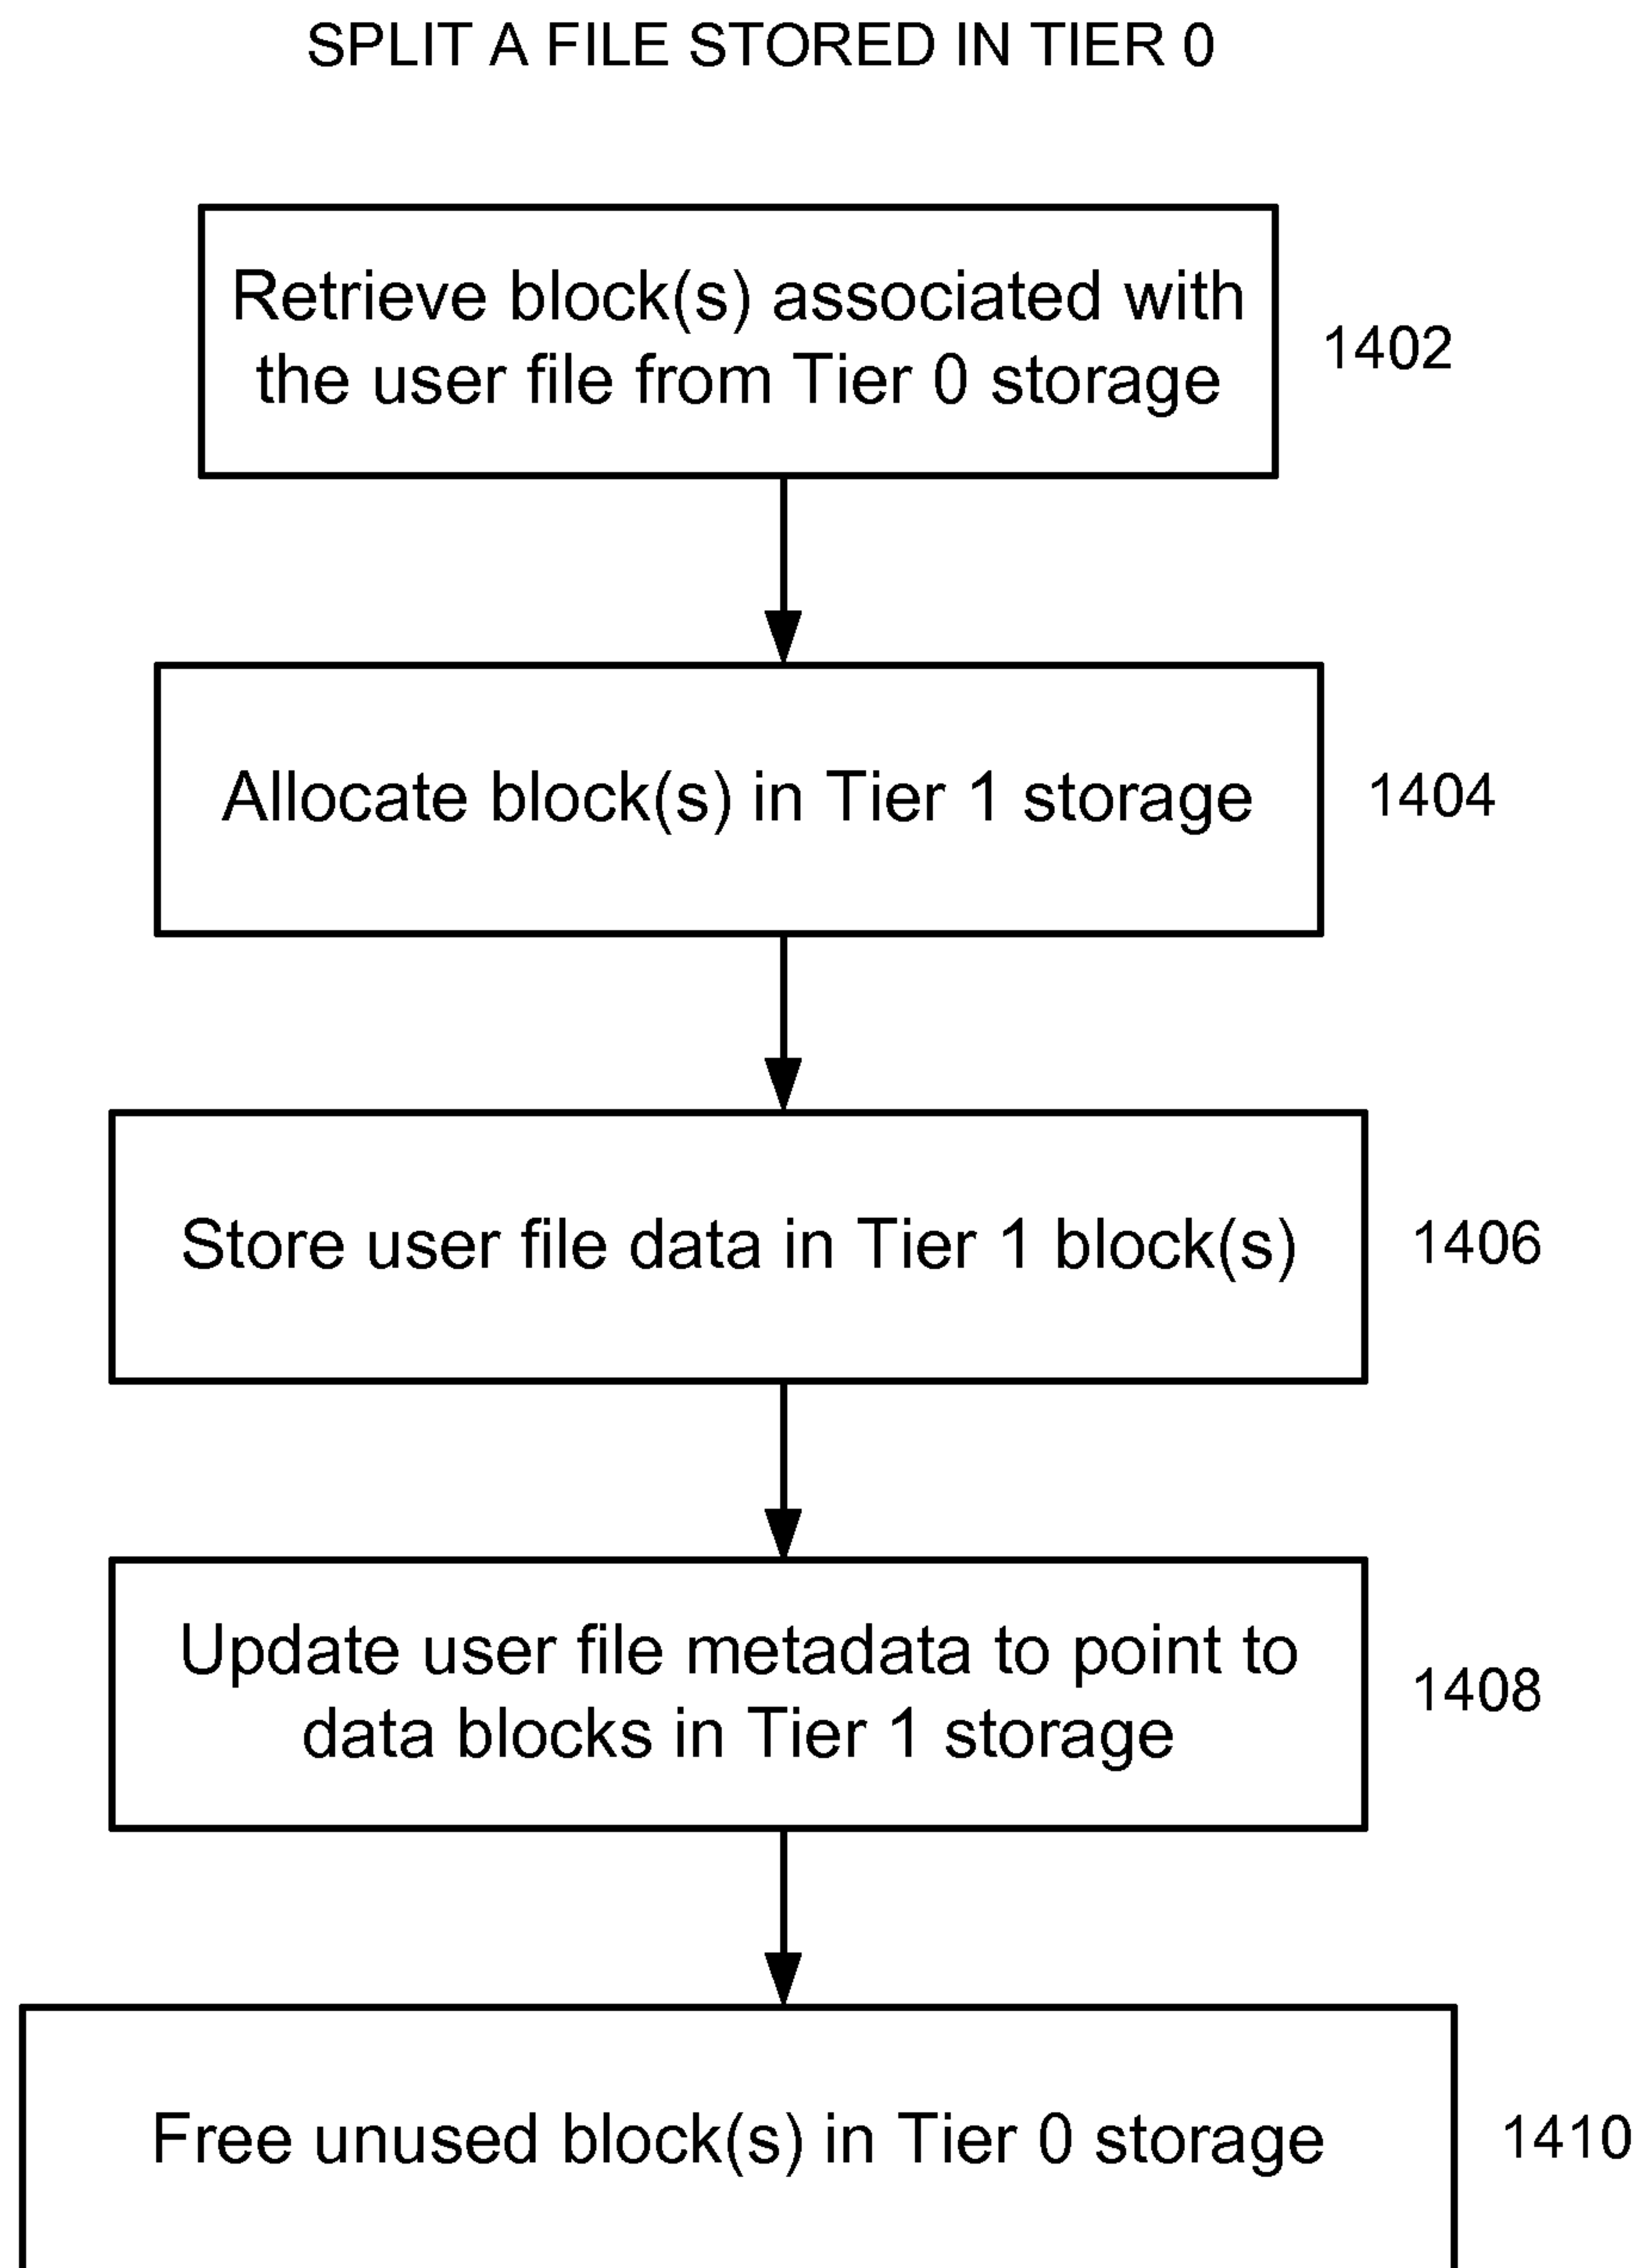 SPLIT A FILE STORED IN TIER 0
Retrieve block(s) associated with
the user file from Tier 0 storage
1402
Allocate block(s) in Tier 1 storage
1404
Store user file data in Tier 1 block(s)
1406
Update user file metadata to point to
data blocks in Tier 1 storage
1408
Free unused block(s) in Tier 0 storage
1410